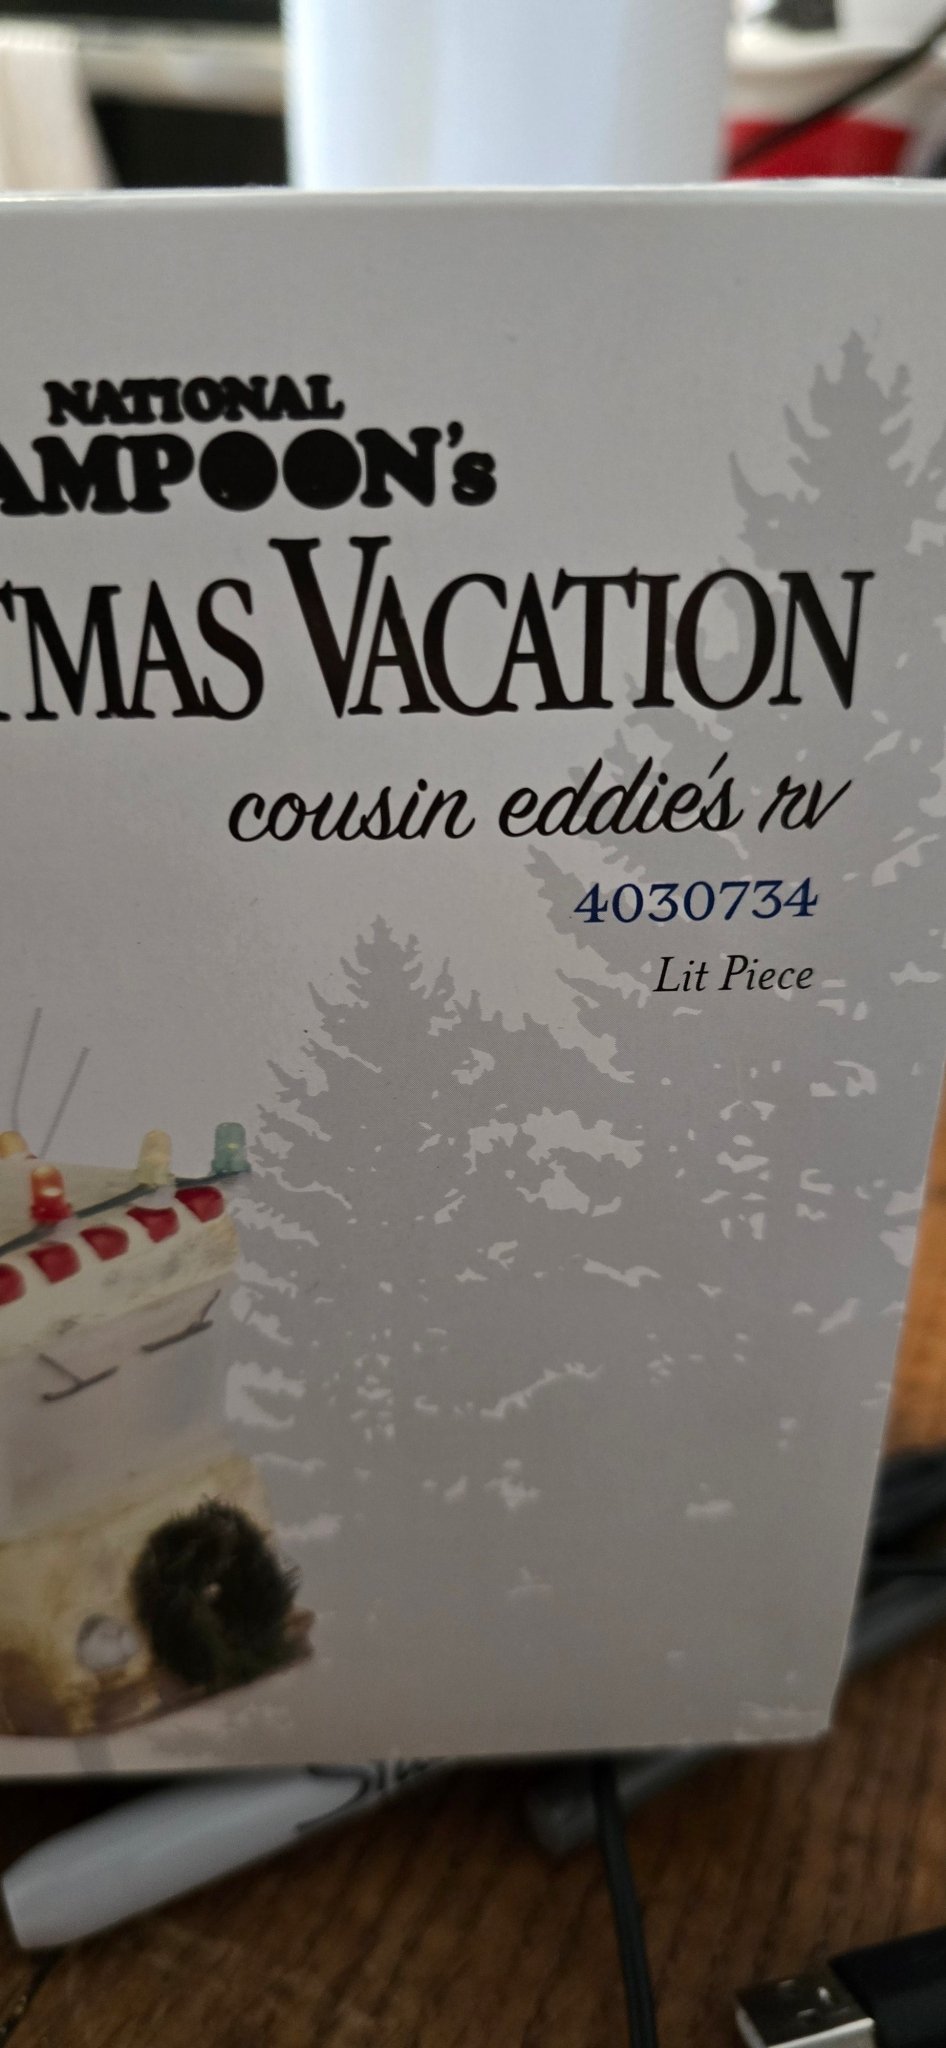 NATIONAL
AMPOON's
TMAS VACATION
cousin eddie's rv
4030734
Lit Piece